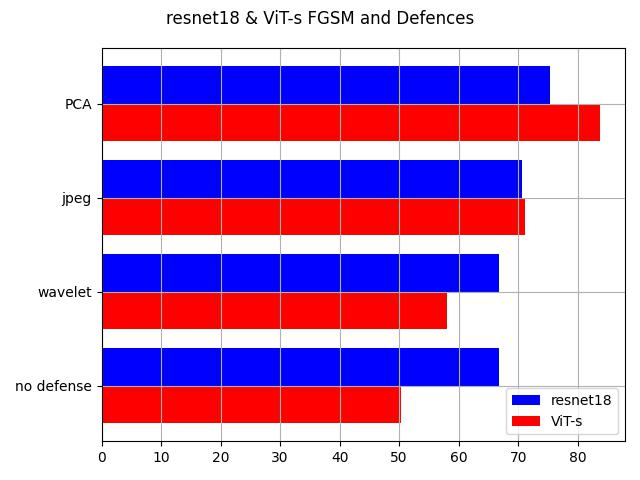 resnet18 & ViT-s FGSM and Defences
PCA
jpeg
wavelet
no defense
resnet18
ViT-s
0 10 20 30 40 50 60 70 80